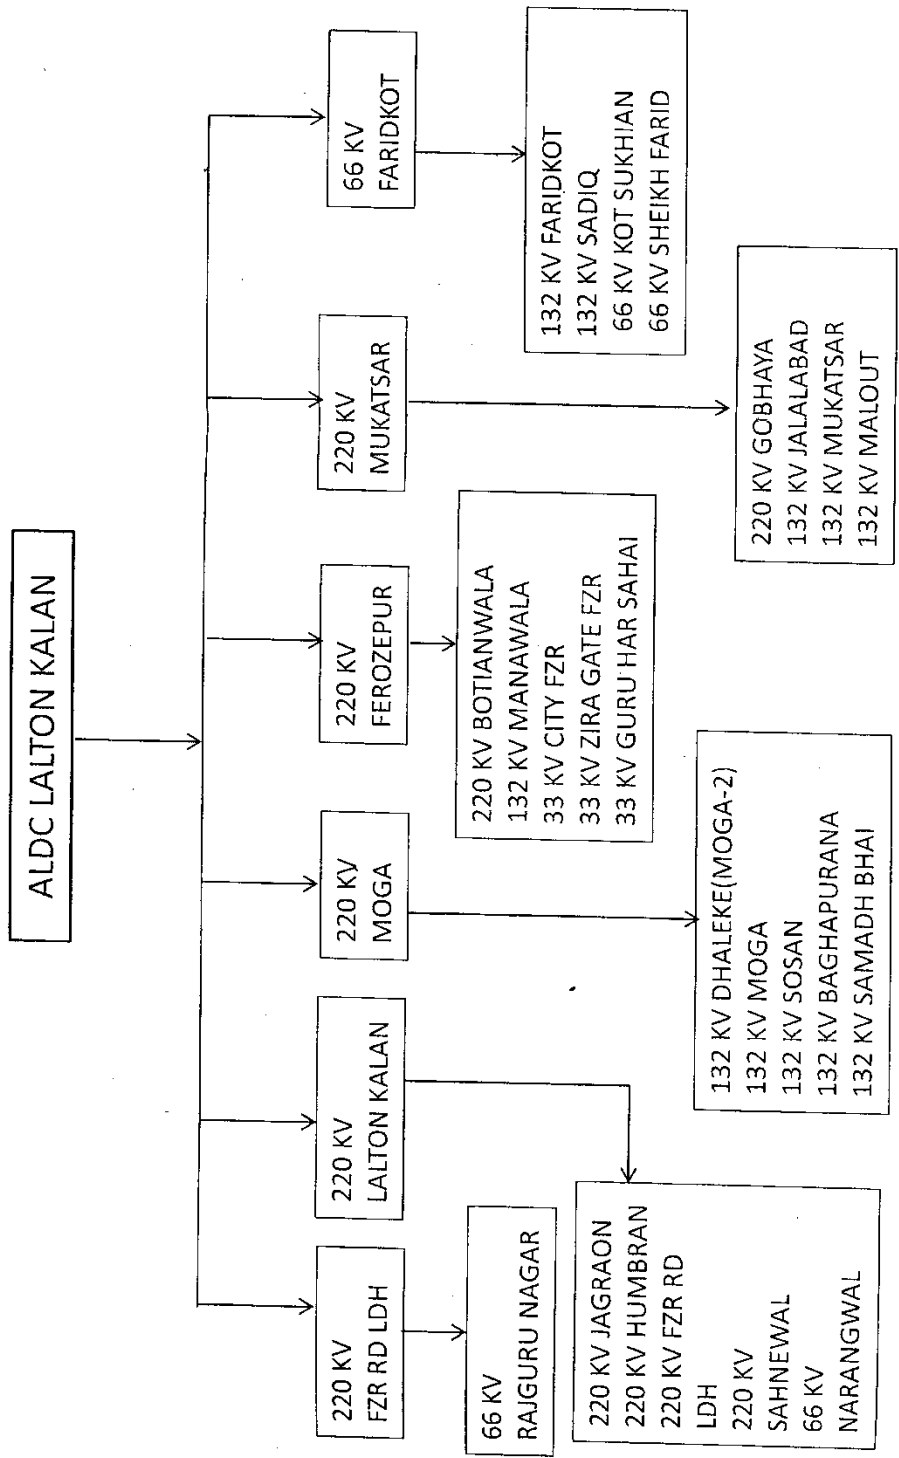 ALDC LALTON KALAN
220 KV
FZR RD LDH
220 KV
LALTON KALAN
220 KV
MOGA
220 KV
FEROZEPUR
220 KV
MUKATSAR
66 KV
FARIDKOT
66 KV
RAJGURU NAGAR
220 KV JAGRAON
220 KV HUMBRAN
220 KV FZR RD
LDH
220 KV
SAHNEWAL
66 KV
NARANGWAL
132 KV DHALEKE(MOGA-2)
132 KV MOGA
132 KV SOSAN
132 KV BAGHAPURANA
132 KV SAMADH BHAI
220 KV BOTIANWALA
132 KV MANAWALA
33 KV CITY FZR
33 KV ZIRA GATE FZR
33 KV GURU HAR SAHAI
220 KV GOBHAYA
132 KV JALALABAD
132 KV MUKATSAR
132 KV MALOUT
132 KV FARIDKOT
132 KV SADIQ
66 KV KOT SUKHIAN
66 KV SHEIKH FARID